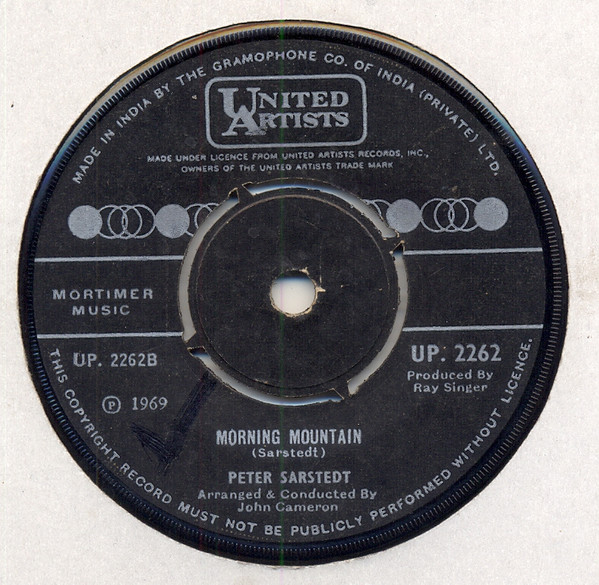 MADE IN INDIA BY THE GRAMOPHONE CO. OF INDIA (PRIVATE) LTD.
UNITED
ARTISTS
MADE UNDER LICENCE FROM UNITED ARTISTS RECORDS, INC.,
OWNERS OF THE UNITED ARTISTS TRADE MARK
MORTIMER
MUSIC
UP. 2262B
UP. 2262
Produced By
Ray Singer
℗ 1969
MORNING MOUNTAIN
(Sarstedt)
PETER SARSTEDT
Arranged & Conducted By
John Cameron
THIS COPYRIGHT RECORD MUST NOT BE PUBLICLY PERFORMED WITHOUT LICENCE.